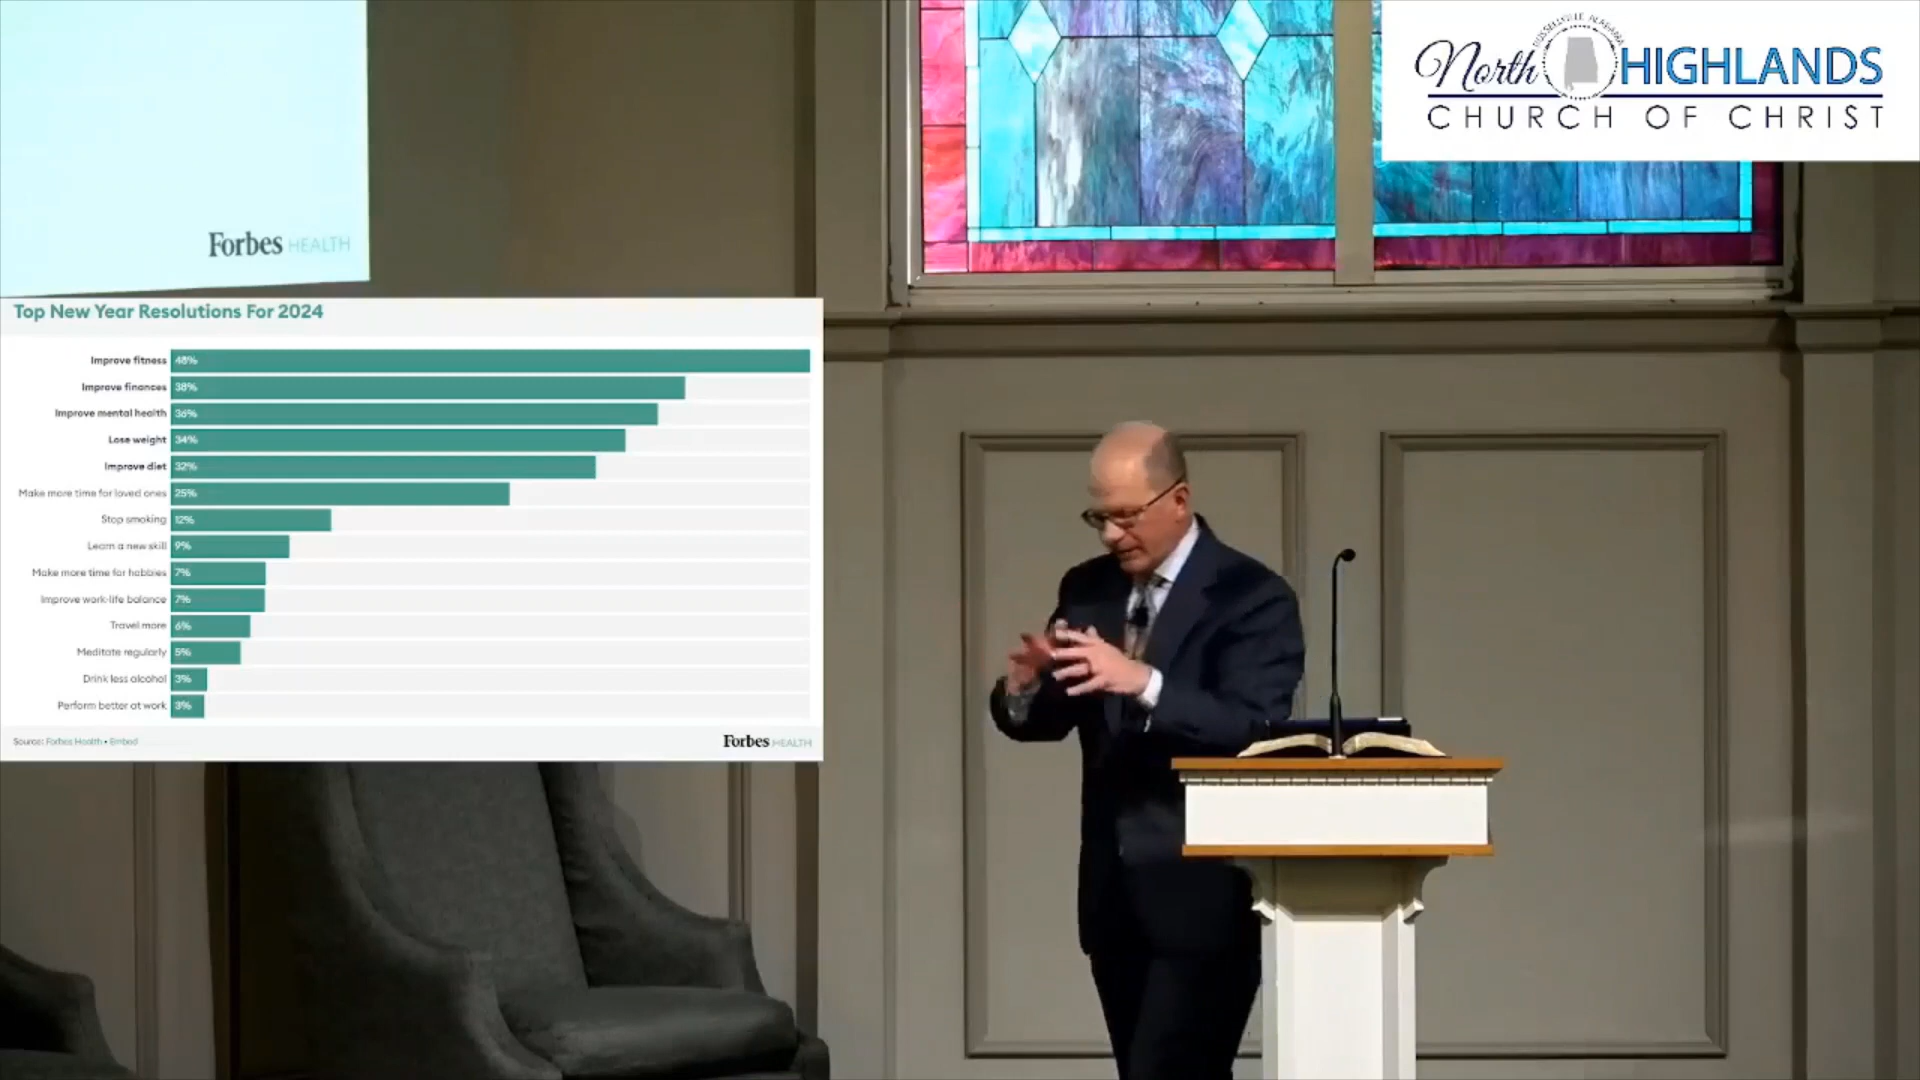 RUSSELLVILLE, ALABAMA
North HIGHLANDS
CHURCH OF CHRIST
Forbes HEALTH
Top New Year Resolutions For 2024
Improve fitness 48%
Improve finances 38%
Improve mental health 36%
Lose weight 34%
Improve diet 32%
Make more time for loved ones 25%
Stop smoking 12%
Learn a new skill 9%
Make more time for hobbies 7%
Improve work-life balance 7%
Travel more 6%
Meditate regularly 5%
Drink less alcohol 3%
Perform better at work 3%
Source: Forbes Health • Embed
Forbes HEALTH